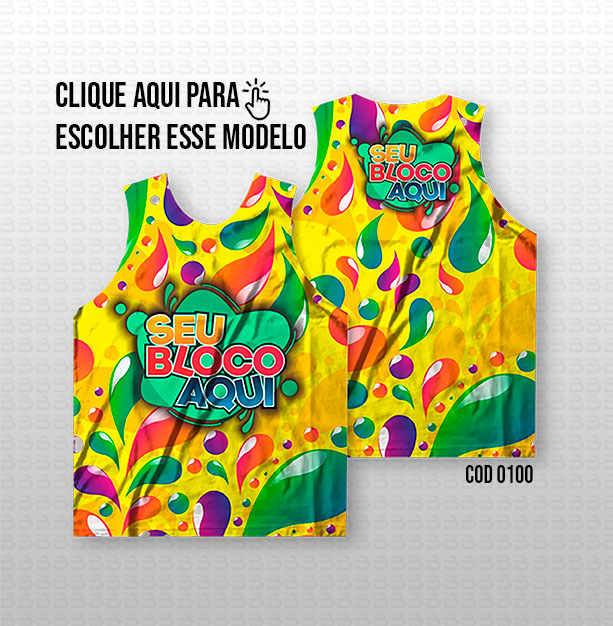 CLIQUE AQUI PARA
ESCOLHER ESSE MODELO
SEU
BLOCO
AQUI
SEU
BLOCO
AQUI
COD 0100